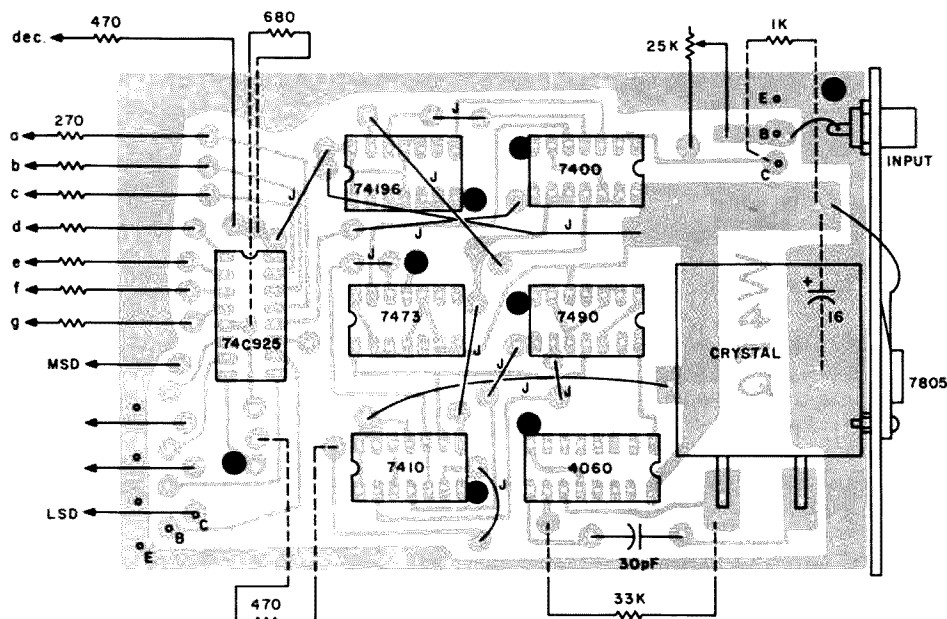 470
680
dec.
25K
1K
E
a
270
b
B
INPUT
c
C
74196
7400
J
J
J
J
J
J
d
e
f
g
7473
7490
74C925
CRYSTAL
+
16
7805
MSD
J
J
J
J
7410
4060
LSD
C
B
E
J
30pF
470
33K